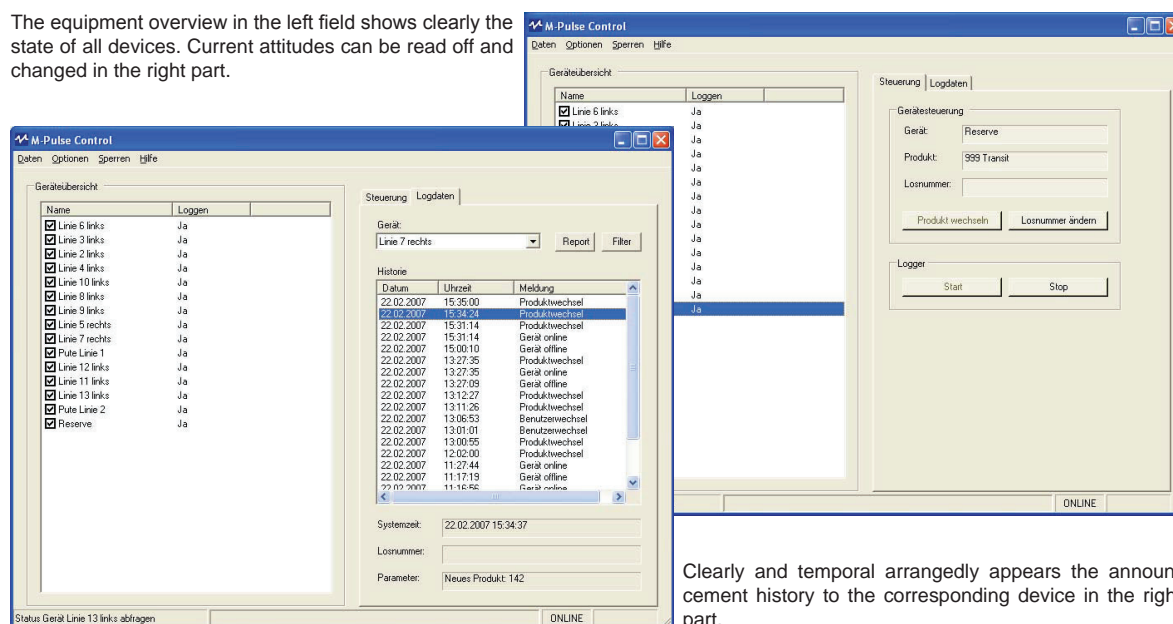 The equipment overview in the left field shows clearly the
state of all devices. Current attitudes can be read off and
changed in the right part.
M-Pulse Control
Daten Optionen Sperren Hilfe
Geräteübersicht
Name Loggen
Linie 6 links Ja
Linie 3 links Ja
Ja
Ja
Ja
Ja
Ja
Ja
Ja
Ja
Ja
Ja
Ja
Ja
Ja
Steuerung Logdaten
Gerätesteuerung
Gerät: Reserve
Produkt: 999 Transit
Losnummer:
Produkt wechseln Losnummer ändern
Logger
Start Stop
ONLINE
M-Pulse Control
Daten Optionen Sperren Hilfe
Geräteübersicht
Name Loggen
Linie 6 links Ja
Linie 3 links Ja
Linie 2 links Ja
Linie 4 links Ja
Linie 10 links Ja
Linie 8 links Ja
Linie 9 links Ja
Linie 5 rechts Ja
Linie 7 rechts Ja
Pute Linie 1 Ja
Linie 12 links Ja
Linie 11 links Ja
Linie 13 links Ja
Pute Linie 2 Ja
Reserve Ja
Steuerung Logdaten
Gerät:
Linie 7 rechts Report Filter
Historie
Datum Uhrzeit Meldung
22.02.2007 15:35:00 Produktwechsel
22.02.2007 15:34:24 Produktwechsel
22.02.2007 15:31:14 Produktwechsel
22.02.2007 15:31:14 Gerät online
22.02.2007 15:00:10 Gerät offline
22.02.2007 13:27:35 Produktwechsel
22.02.2007 13:27:35 Gerät online
22.02.2007 13:27:09 Gerät offline
22.02.2007 13:12:27 Produktwechsel
22.02.2007 13:11:26 Produktwechsel
22.02.2007 13:06:53 Benutzerwechsel
22.02.2007 13:01:01 Benutzerwechsel
22.02.2007 13:00:55 Produktwechsel
22.02.2007 12:02:00 Produktwechsel
22.02.2007 11:27:44 Gerät online
22.02.2007 11:17:19 Gerät offline
22.02.2007 11:16:56 Gerät online
Systemzeit: 22.02.2007 15:34:37
Losnummer:
Parameter: Neues Produkt: 142
Status Gerät Linie 13 links abfragen ONLINE
Clearly and temporal arrangedly appears the announ
cement history to the corresponding device in the righ
part.